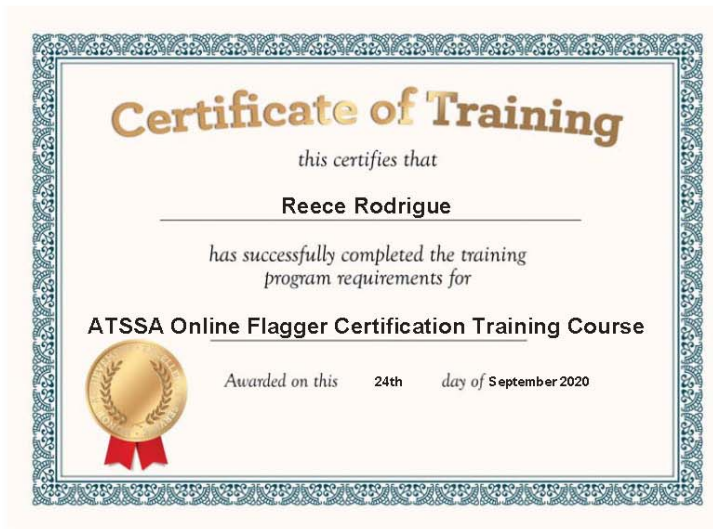 Certificate of Training
this certifies that
Reece Rodrigue
has successfully completed the training
program requirements for
ATSSA Online Flagger Certification Training Course
Awarded on this 24th day of September 2020